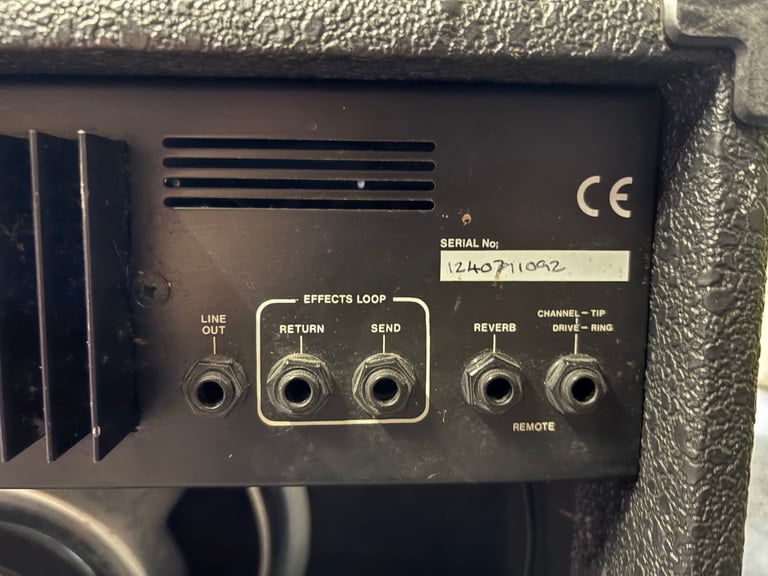 CE
SERIAL No;
1240791092
EFFECTS LOOP
LINE
OUT
RETURN
SEND
REVERB
CHANNEL-TIP
DRIVE-RING
REMOTE